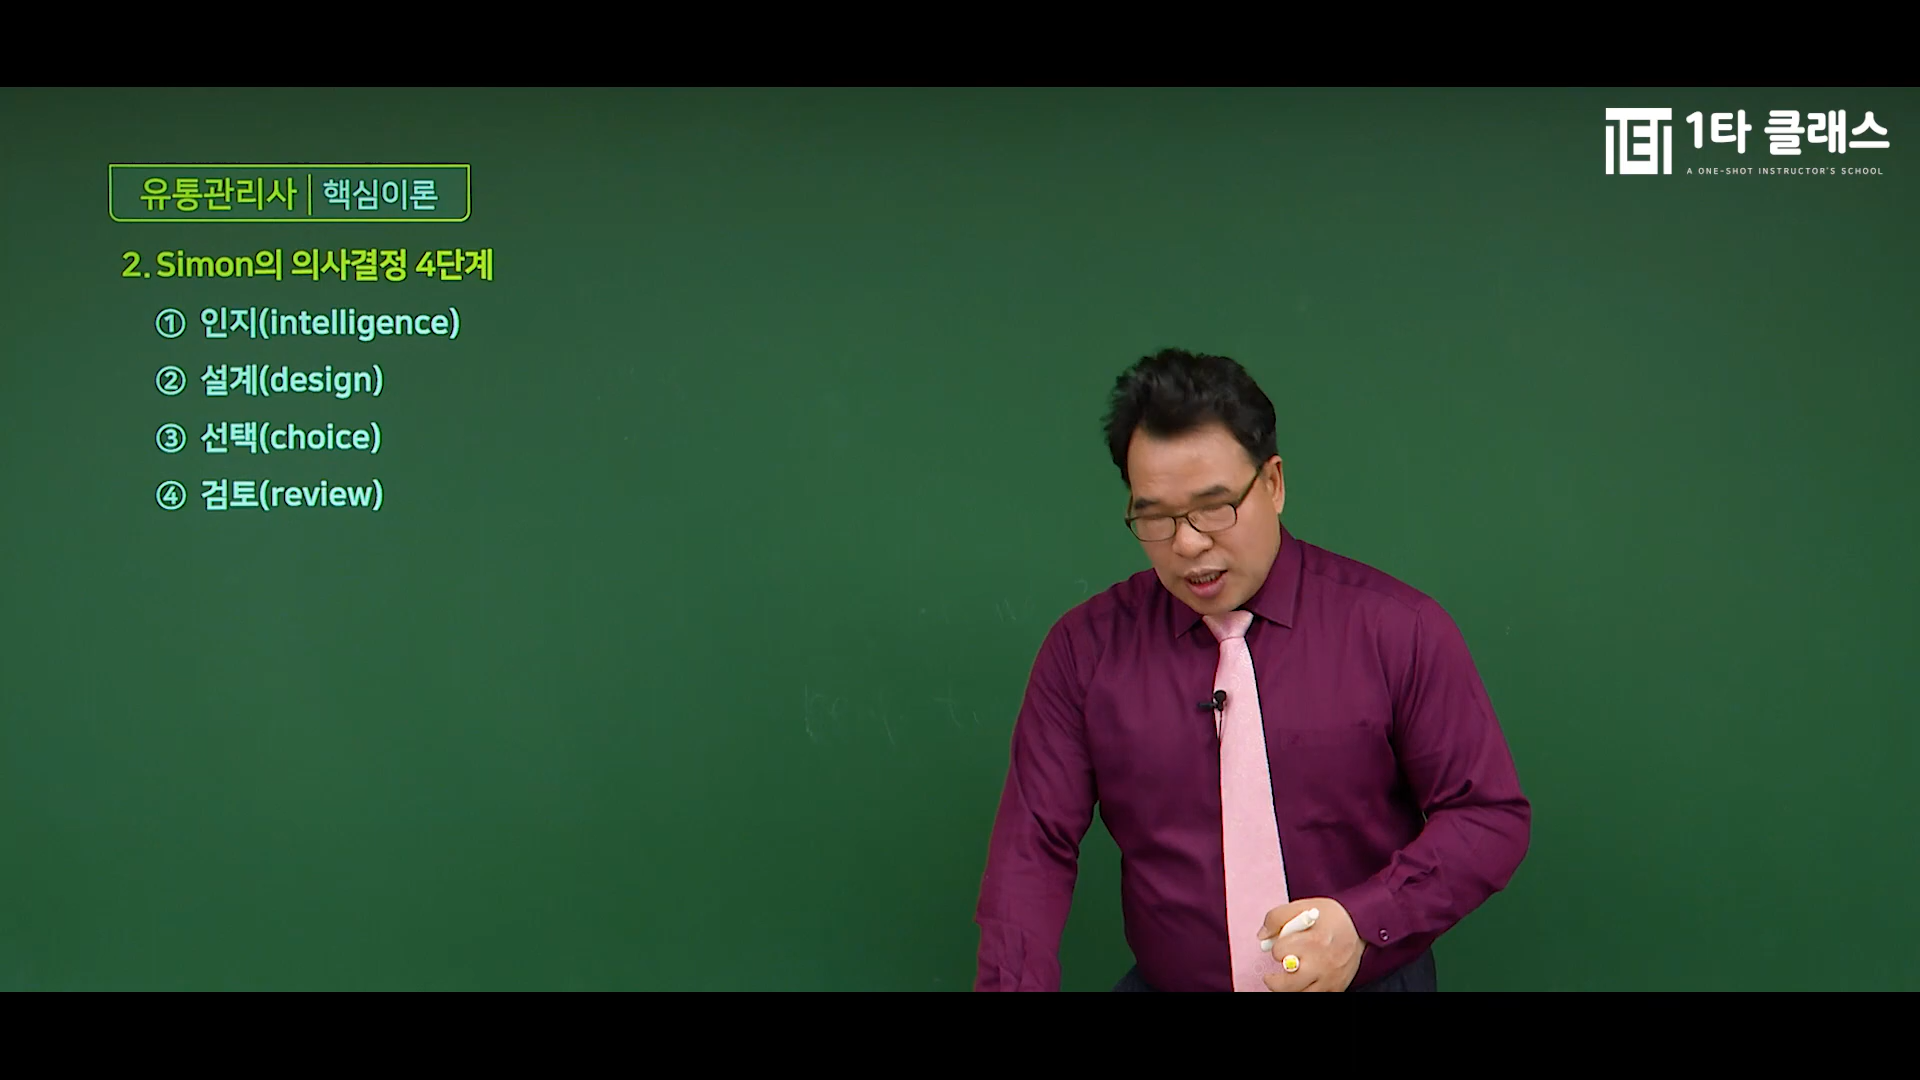 1타 클래스
A ONE-SHOT INSTRUCTOR'S SCHOOL
유통관리사 | 핵심이론
2. Simon의 의사결정 4단계
① 인지(intelligence)
② 설계(design)
③ 선택(choice)
④ 검토(review)